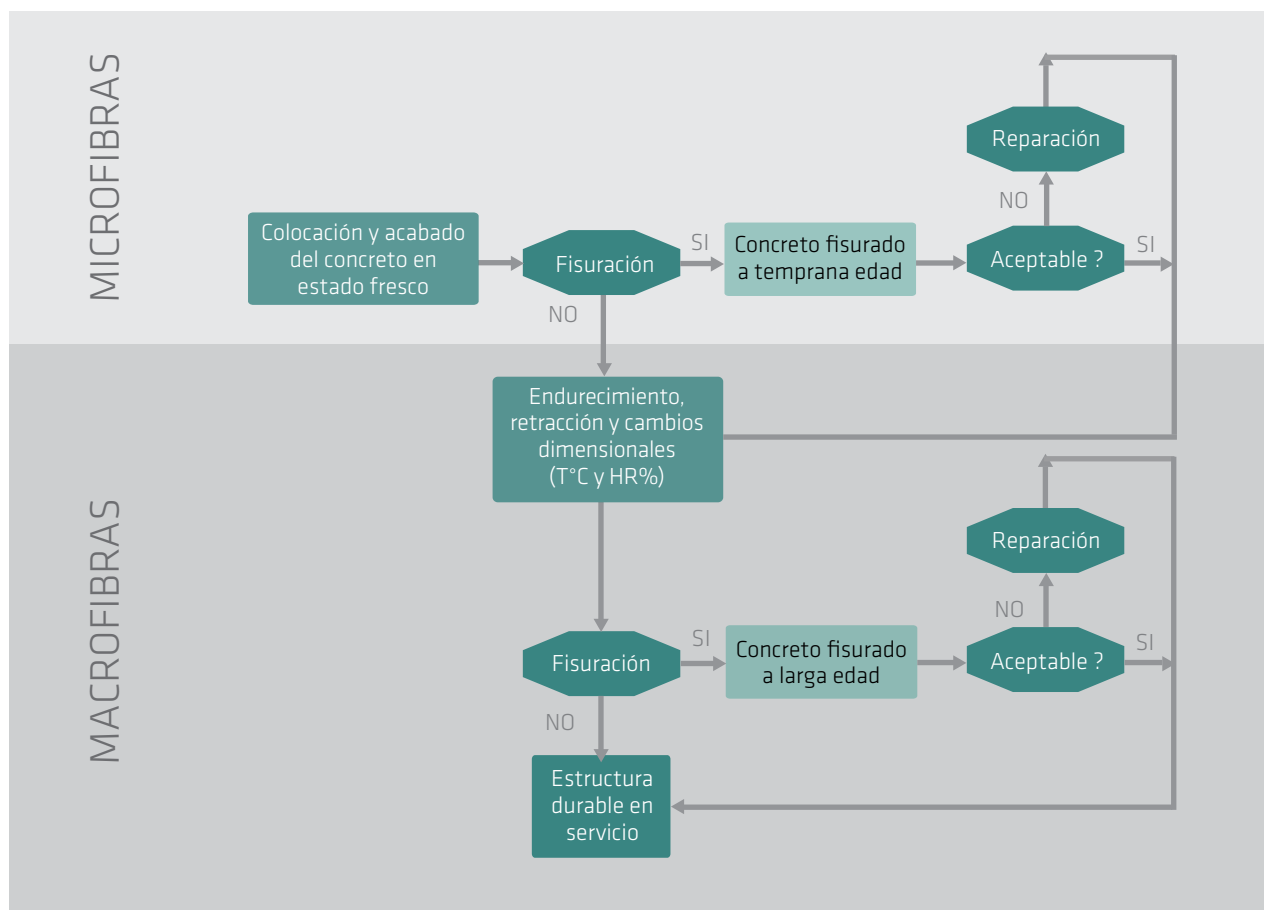 MICROFIBRAS
Reparación
NO
Colocación y acabado
del concreto en
estado fresco
Fisuración
SI
Concreto fisurado
a temprana edad
Aceptable ?
SI
NO
MACROFIBRAS
Endurecimiento,
retracción y cambios
dimensionales
(T°C y HR%)
Reparación
NO
Fisuración
SI
Concreto fisurado
a larga edad
Aceptable ?
SI
NO
Estructura
durable en
servicio